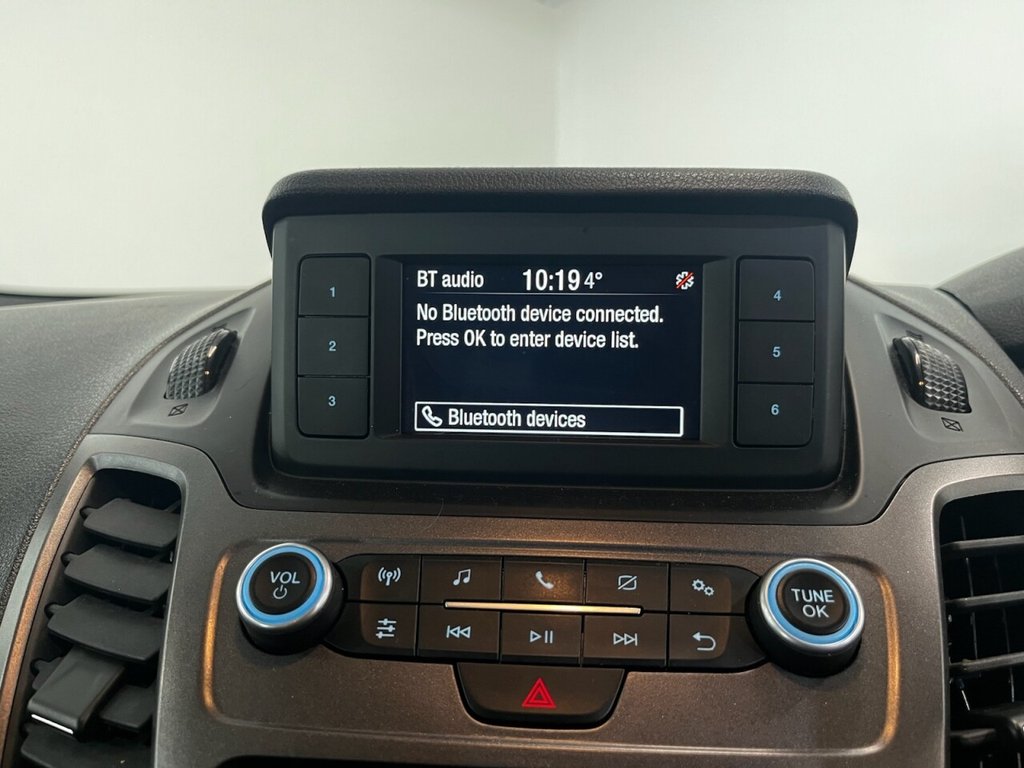 BT audio 10:19 4°
No Bluetooth device connected.
Press OK to enter device list.
Bluetooth devices
1
2
3
4
5
6
VOL
TUNE
OK